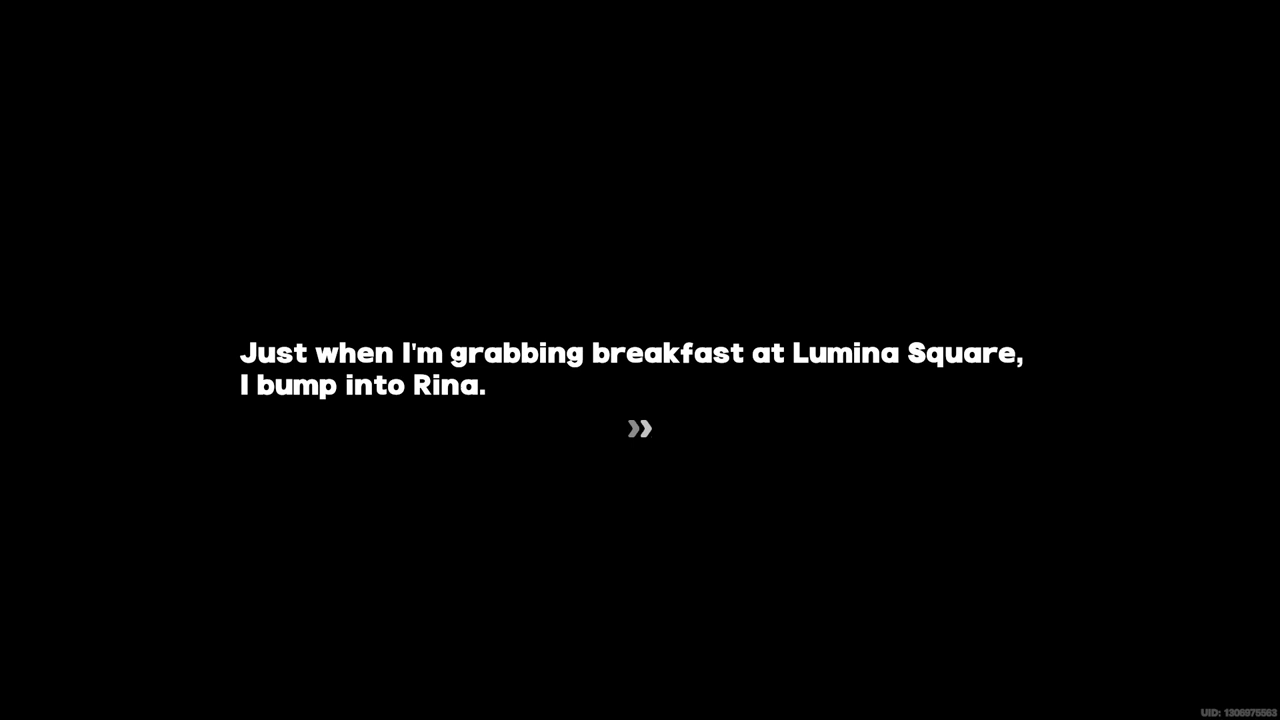 Just when I'm grabbing breakfast at Lumina Square,
I bump into Rina.
UID: 1306975563